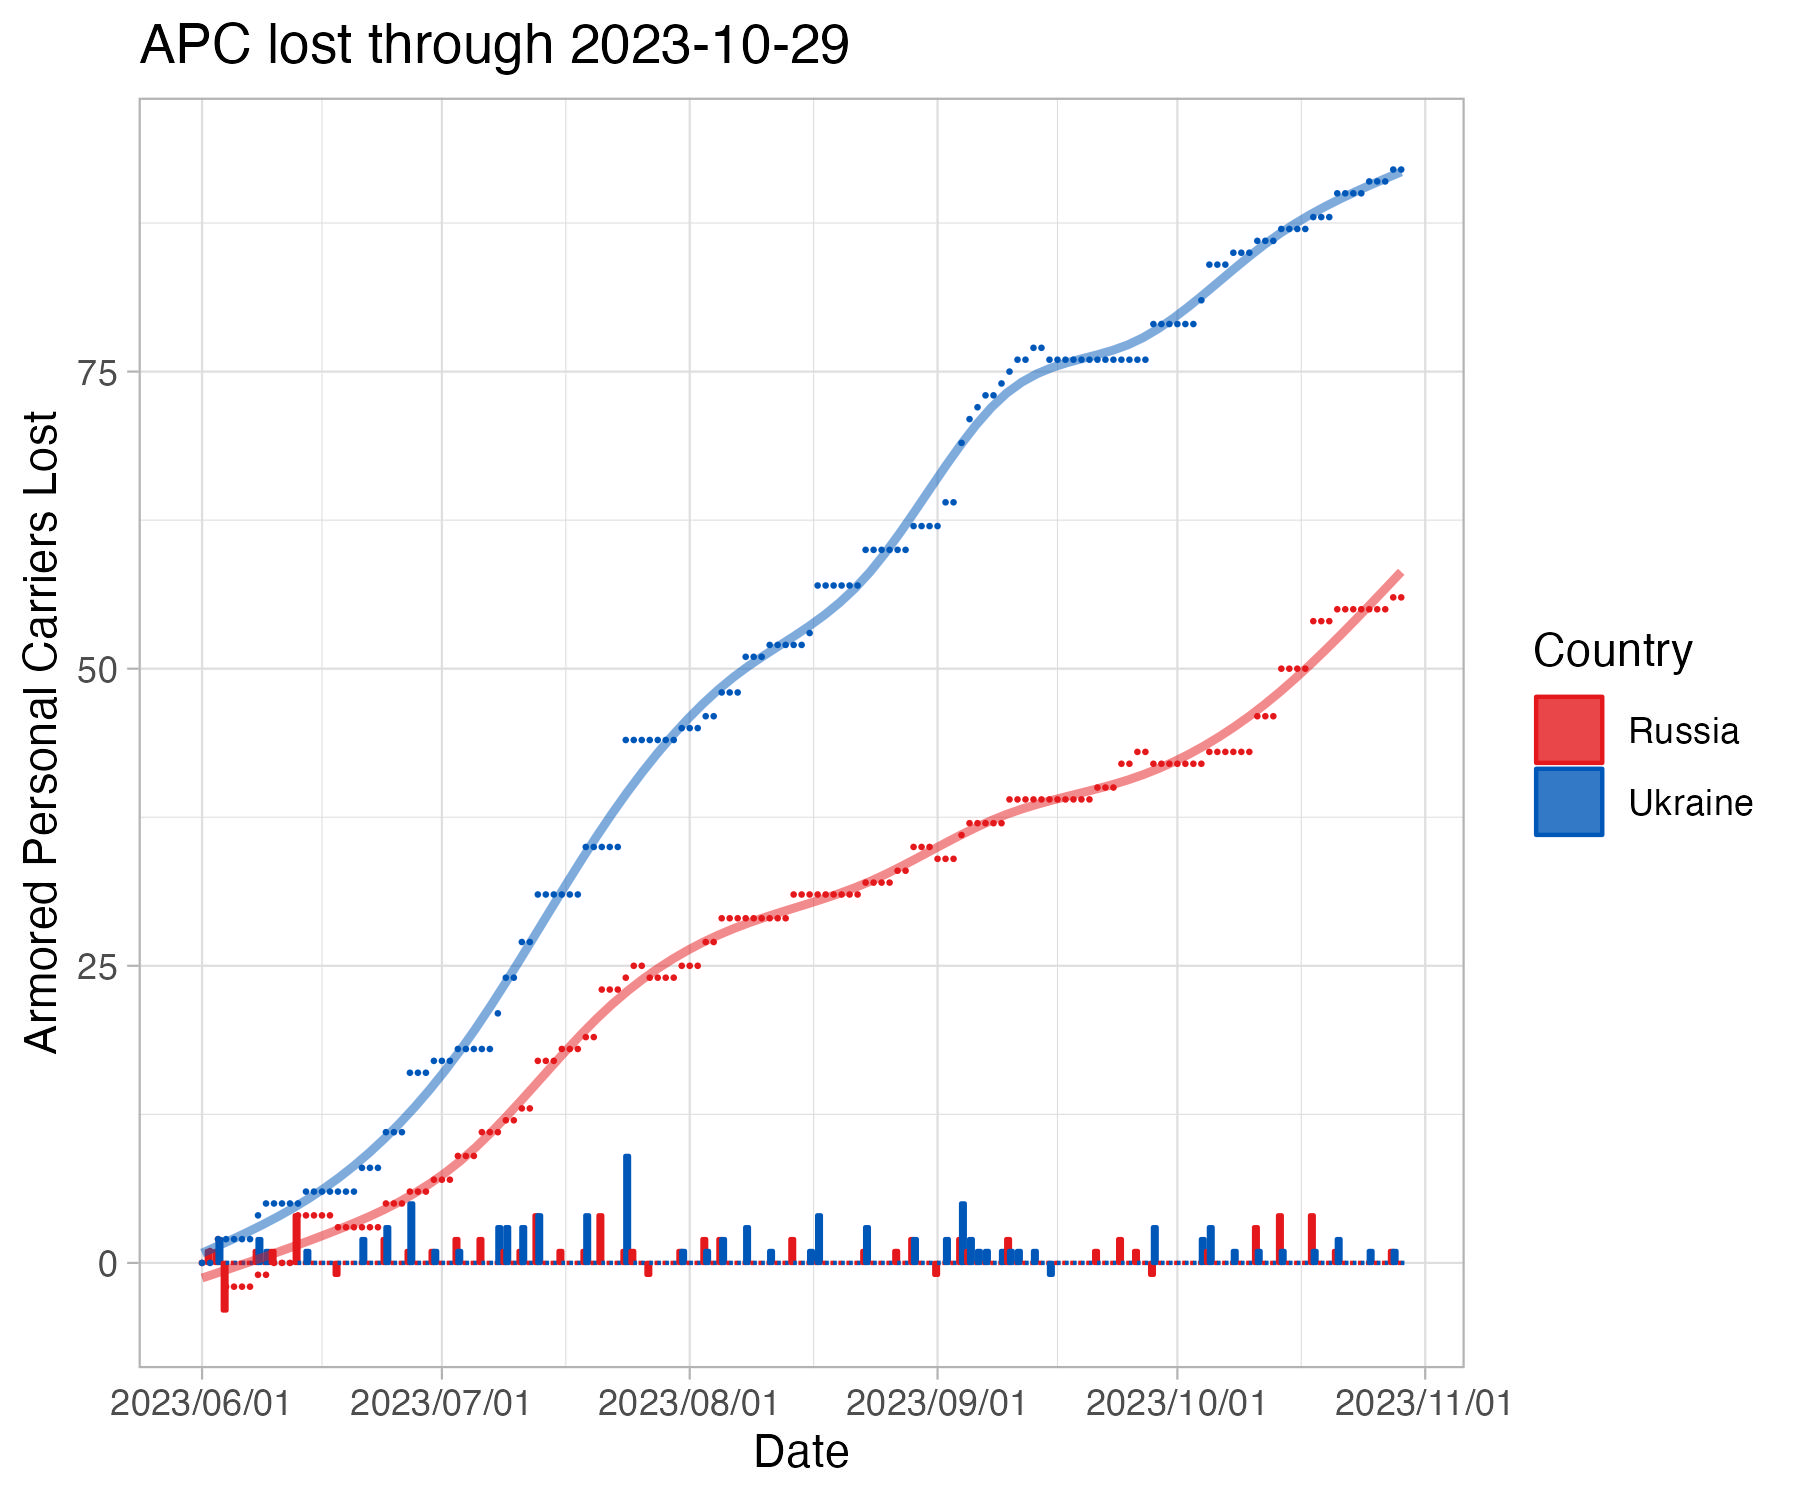 APC lost through 2023-10-29
Armored Personal Carriers Lost
75
50
25
0
2023/06/01 2023/07/01 2023/08/01 2023/09/01 2023/10/01 2023/11/01
Date
Country
Russia
Ukraine